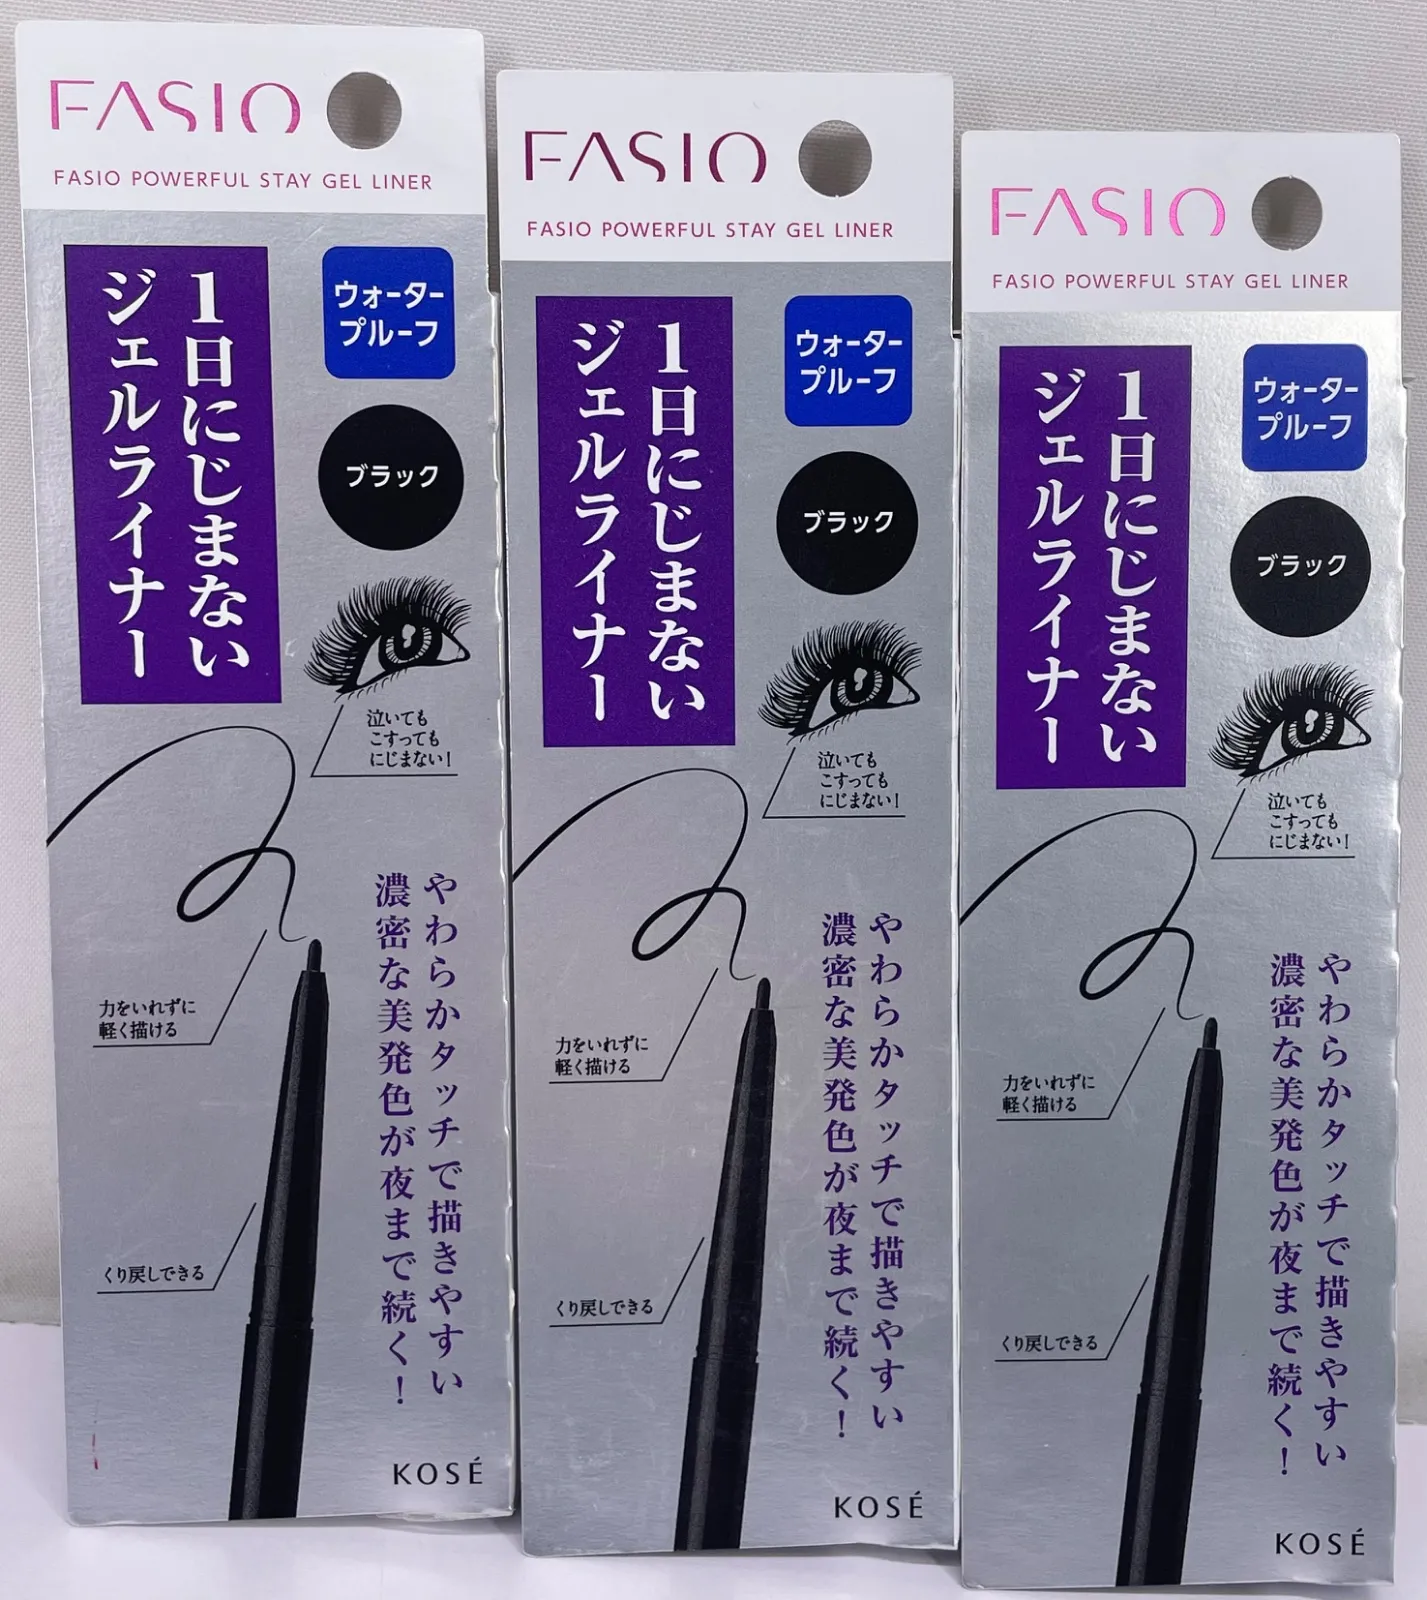 FASIO
FASIO POWERFUL STAY GEL LINER
1日にじまない
ジェルライナー
ウォーター
プルーフ
ブラック
泣いても
こすっても
にじまない!
やわらかタッチで描きやすい
濃密な美発色が夜まで続く!
力をいれずに
軽く描ける
くり戻しできる
KOSÉ
FASIO
FASIO POWERFUL STAY GEL LINER
1日にじまない
ジェルライナー
ウォーター
プルーフ
ブラック
泣いても
こすっても
にじまない!
やわらかタッチで描きやすい
濃密な美発色が夜まで続く!
力をいれずに
軽く描ける
くり戻しできる
KOSÉ
FASIO
FASIO POWERFUL STAY GEL LINER
1日にじまない
ジェルライナー
ウォーター
プルーフ
ブラック
泣いても
こすっても
にじまない!
やわらかタッチで描きやすい
濃密な美発色が夜まで続く!
力をいれずに
軽く描ける
くり戻しできる
KOSÉ